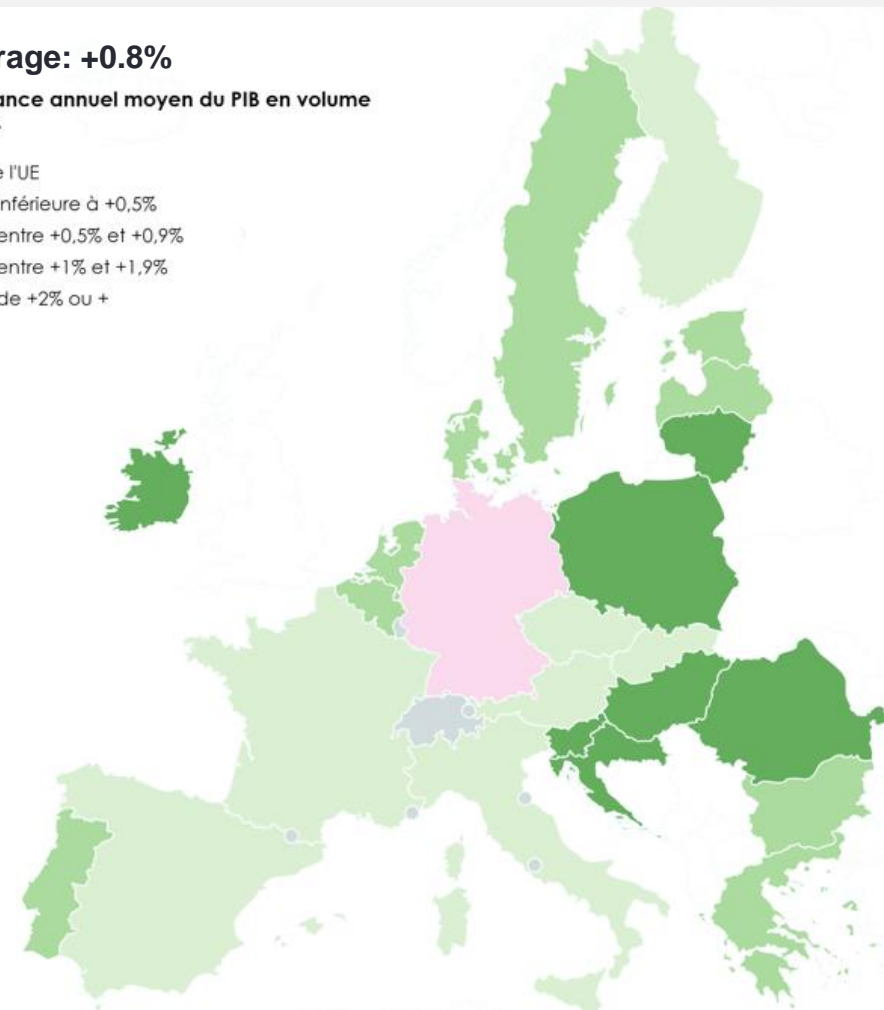 rage: +0.8%
ance annuel moyen du PIB en volume
e l'UE
nférieure à +0,5%
entre +0,5% et +0,9%
entre +1% et +1,9%
de +2% ou +